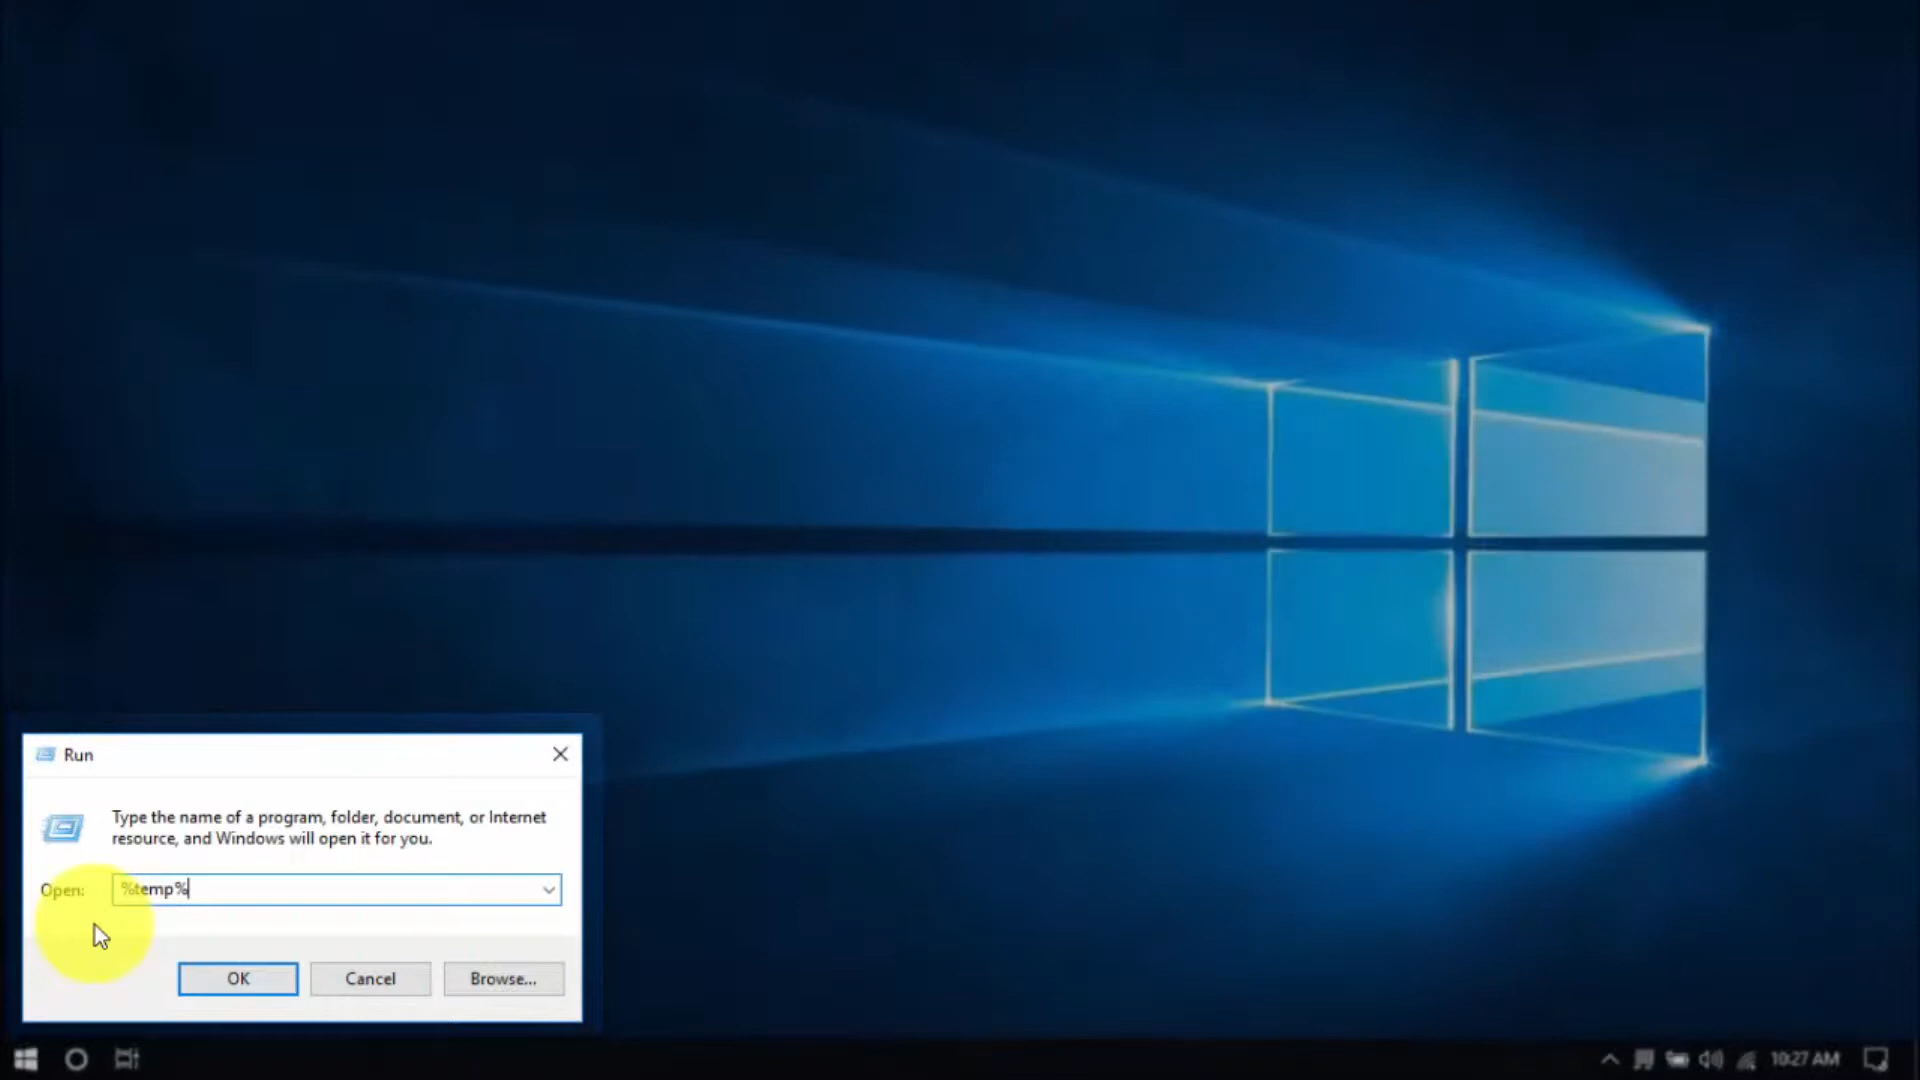 Run
Type the name of a program, folder, document, or Internet
resource, and Windows will open it for you.
Open: %temp%
OK Cancel Browse...
10:27 AM